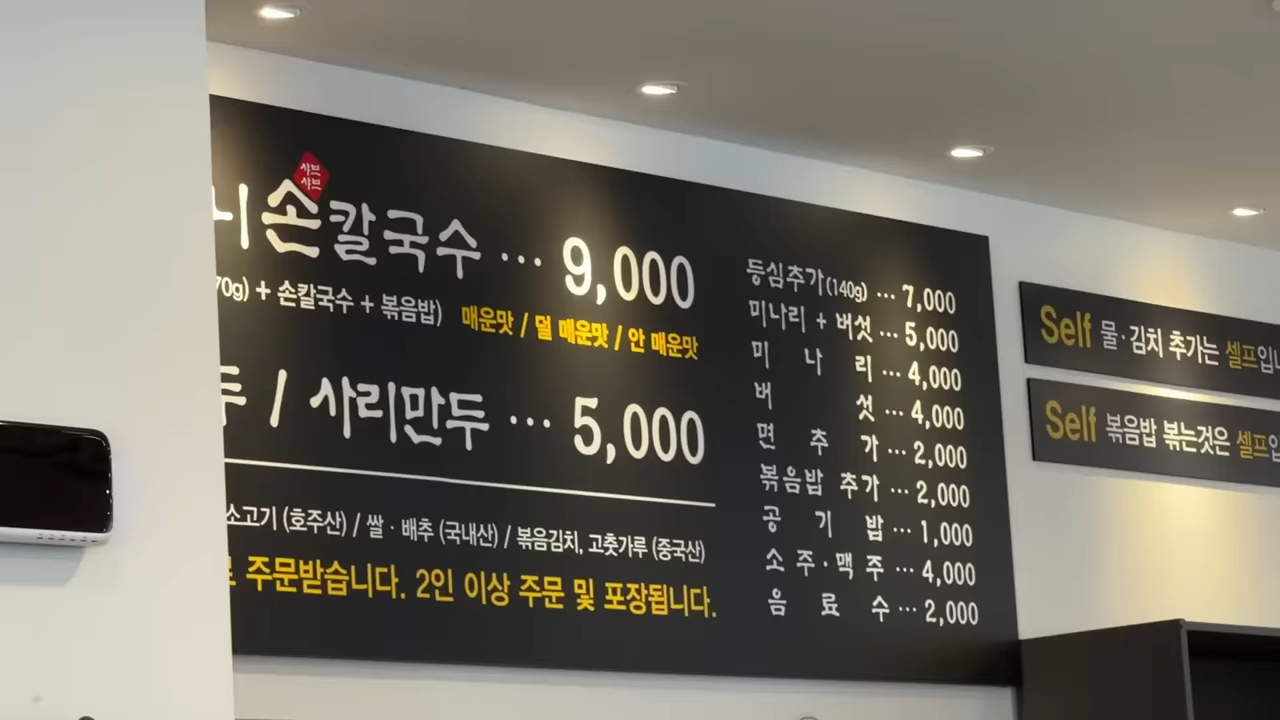 샤브
샤브
니손칼국수 ··· 9,000
70g) + 손칼국수 + 볶음밥) 매운맛 / 덜 매운맛 / 안 매운맛
두 / 사리만두 ··· 5,000
소고기 (호주산) / 쌀 · 배추 (국내산) / 볶음김치, 고춧가루 (중국산)
주문받습니다. 2인 이상 주문 및 포장됩니다.
등심추가(140g) ··· 7,000
미나리 + 버섯 ··· 5,000
미 나 리 ··· 4,000
버 섯 ··· 4,000
면 추 가 ··· 2,000
볶음밥 추가 ··· 2,000
공 기 밥 ··· 1,000
소 주 · 맥 주 ··· 4,000
음 료 수 ··· 2,000
Self 물 · 김치 추가는 셀프입니
Self 볶음밥 볶는것은 셀프입